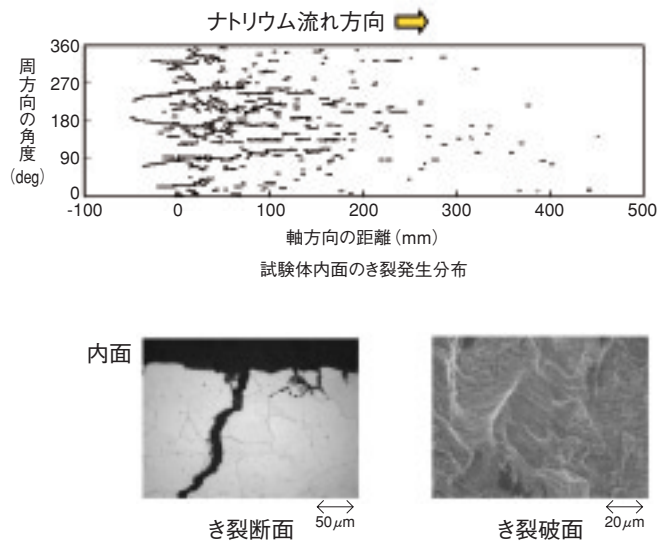 ナトリウム流れ方向
周方向の角度(deg)
360
270
180
90
0
-100 0 100 200 300 400 500
軸方向の距離(mm)
試験体内面のき裂発生分布
内面
50μm
20μm
き裂断面
き裂破面